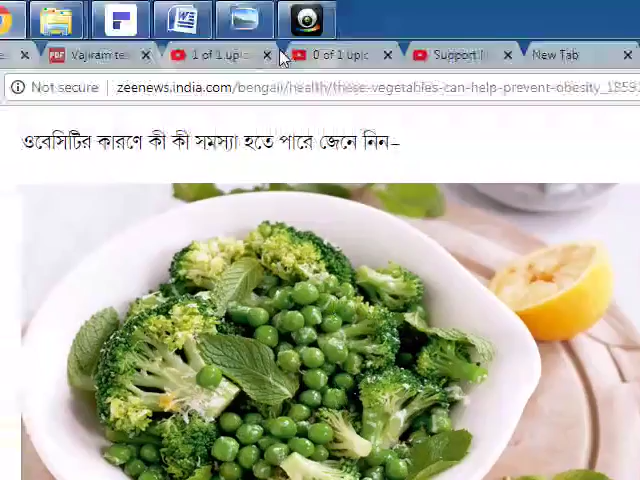 Vajiram
1 of 1 uplo
0 of 1 uplo
Support
New Tab
Not secure
zeenews.india.com/bengali/health/these-vegetables-can-help-prevent-obesity_1859
ওবেসিটির কারণে কী কী সমস্যা হতে পারে জেনে নিন–